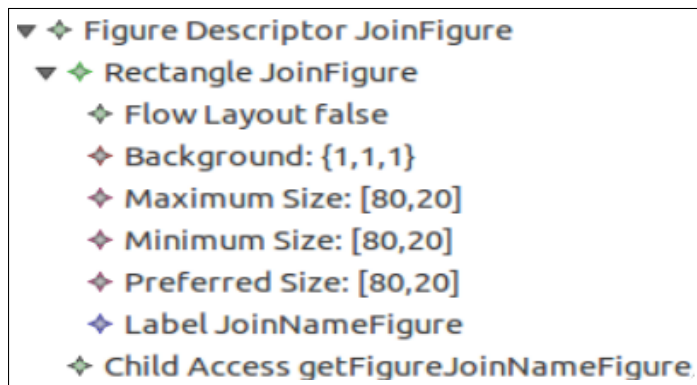 Figure Descriptor JoinFigure
Rectangle JoinFigure
Flow Layout false
Background: {1,1,1}
Maximum Size: [80,20]
Minimum Size: [80,20]
Preferred Size: [80,20]
Label JoinNameFigure
Child Access getFigureJoinNameFigure